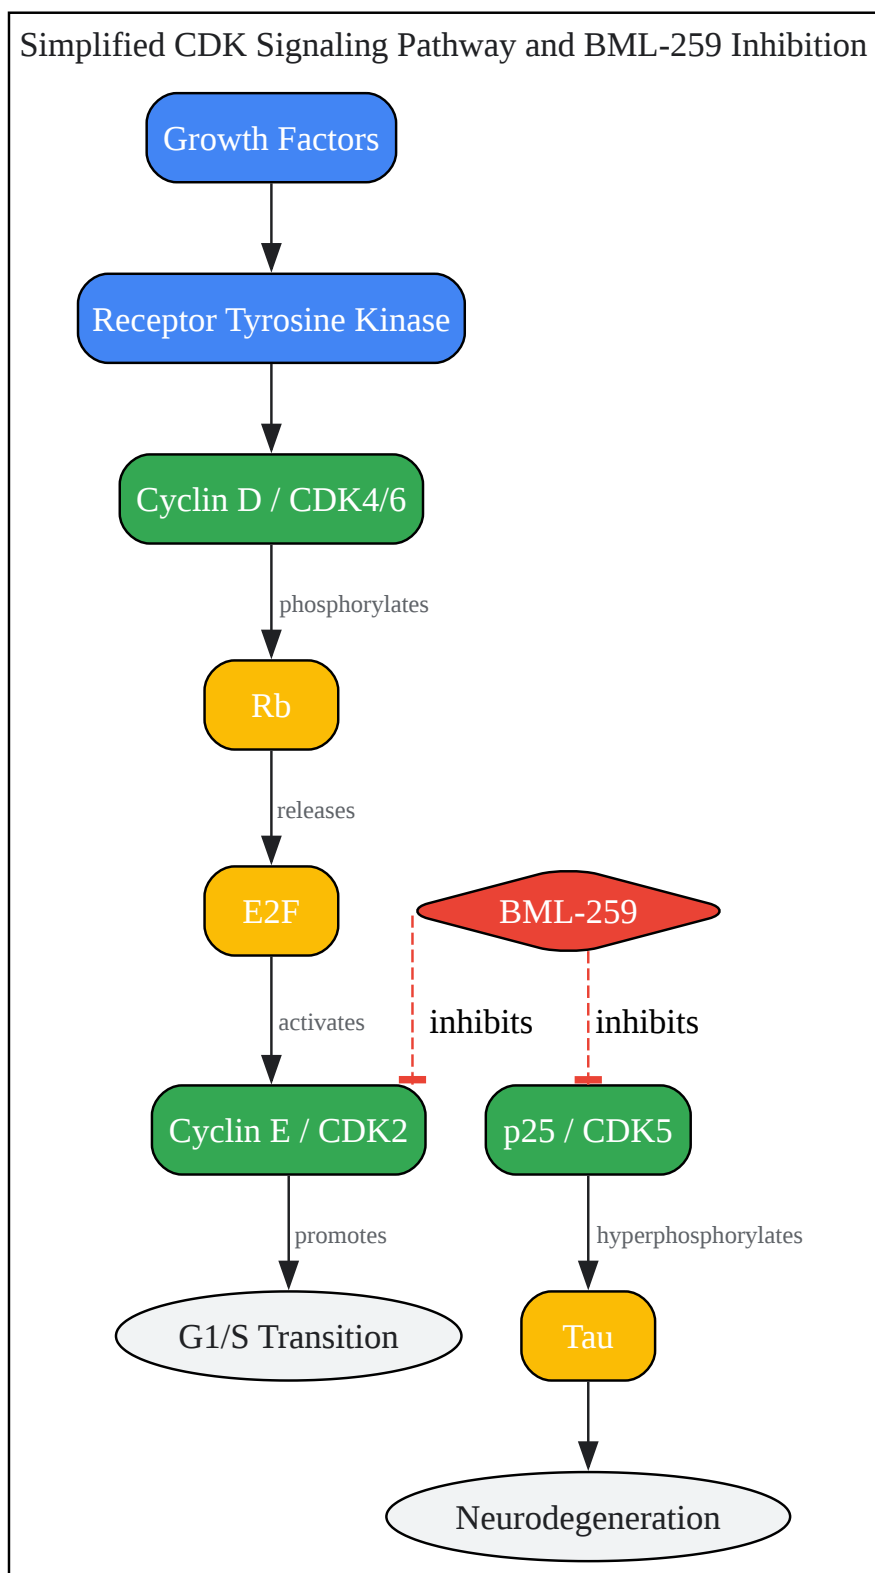 Simplified CDK Signaling Pathway and BML-259 Inhibition
Growth Factors
Receptor Tyrosine Kinase
Cyclin D / CDK4/6
phosphorylates
Rb
releases
E2F
BML-259
activates
inhibits
inhibits
Cyclin E / CDK2
p25 / CDK5
promotes
hyperphosphorylates
G1/S Transition
Tau
Neurodegeneration